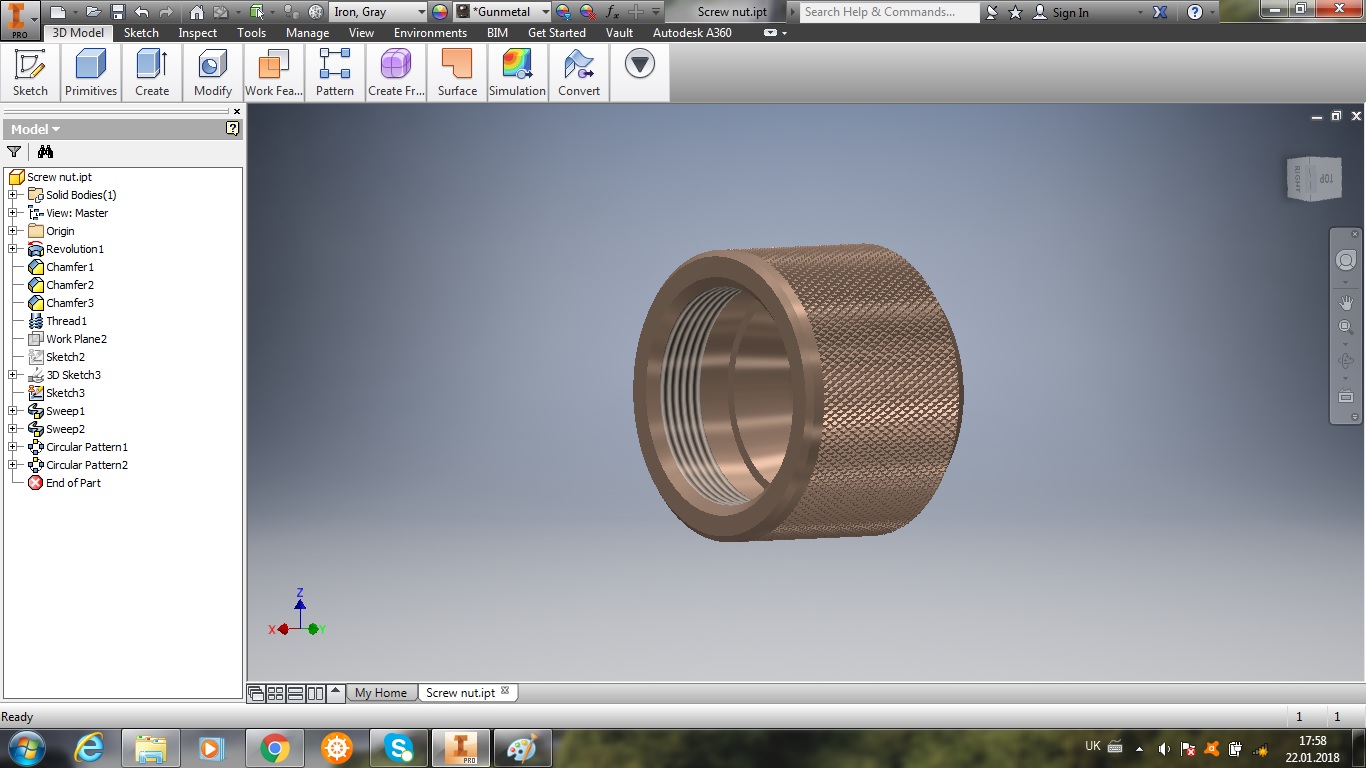 PRO
Iron, Gray
*Gunmetal
fx
Screw nut.ipt
Search Help & Commands...
Sign In
?
3D Model
Sketch
Inspect
Tools
Manage
View
Environments
BIM
Get Started
Vault
Autodesk A360
Sketch
Primitives
Create
Modify
Work Fea...
Pattern
Create Fr...
Surface
Simulation
Convert
Model
?
Screw nut.ipt
Solid Bodies(1)
View: Master
Origin
Revolution1
Chamfer1
Chamfer2
Chamfer3
Thread1
Work Plane2
Sketch2
3D Sketch3
Sketch3
Sweep1
Sweep2
Circular Pattern1
Circular Pattern2
End of Part
RIGHT
TOP
Z
X
Y
My Home
Screw nut.ipt
Ready
1
1
PRO
UK
17:58
22.01.2018